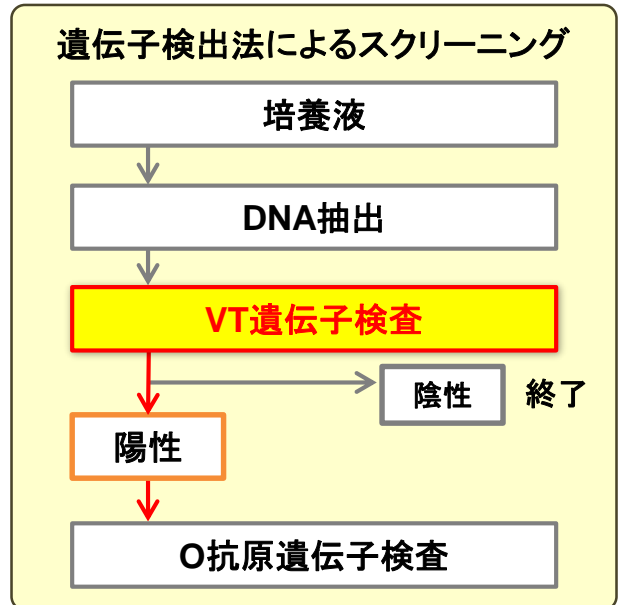 遺伝子検出法によるスクリーニング
培養液
DNA抽出
VT遺伝子検査
陰性 終了
陽性
O抗原遺伝子検査